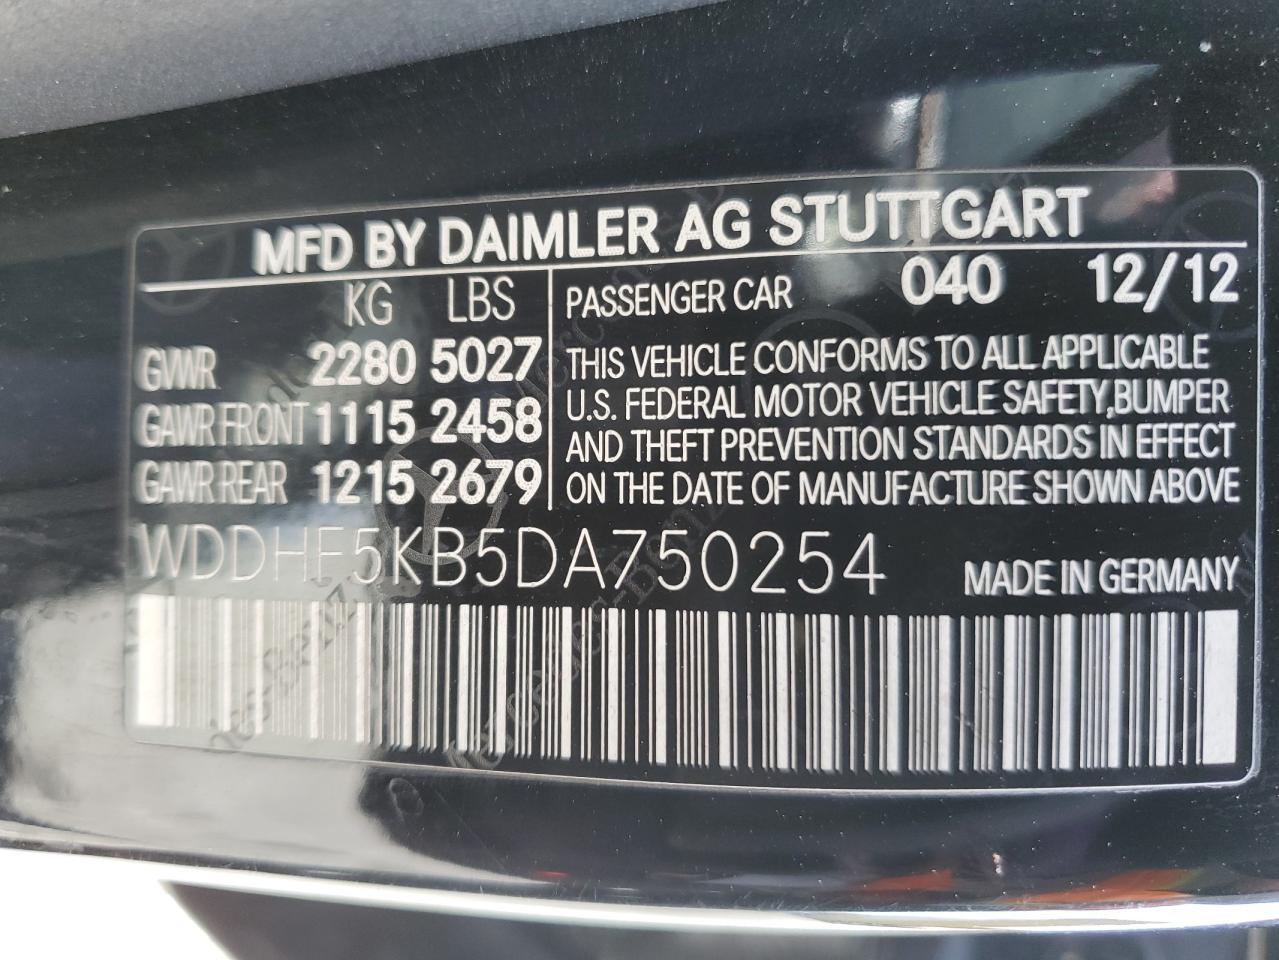 MFD BY DAIMLER AG STUTTGART
KG LBS
GVWR 2280 5027
GAWR FRONT 1115 2458
GAWR REAR 1215 2679
PASSENGER CAR 040 12/12
THIS VEHICLE CONFORMS TO ALL APPLICABLE
U.S. FEDERAL MOTOR VEHICLE SAFETY,BUMPER
AND THEFT PREVENTION STANDARDS IN EFFECT
ON THE DATE OF MANUFACTURE SHOWN ABOVE
WDDHF5KB5DA750254
MADE IN GERMANY
Mercedes-Benz